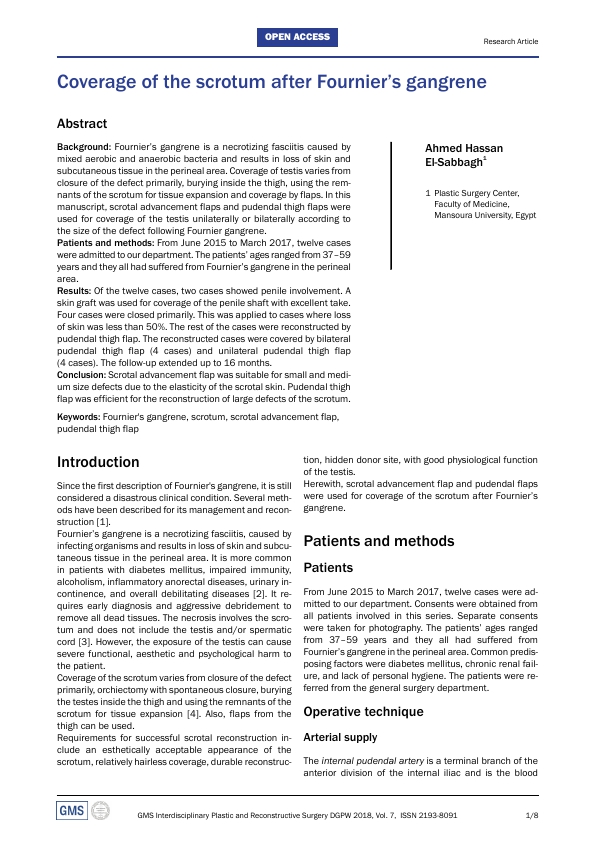 OPEN ACCESS
Research Article
Coverage of the scrotum after Fournier's gangrene
Abstract
Background: Fournier's gangrene is a necrotizing fasciitis caused by
mixed aerobic and anaerobic bacteria and results in loss of skin and
subcutaneous tissue in the perineal area. Coverage of testis varies from
closure of the defect primarily, burying inside the thigh, using the rem-
nants of the scrotum for tissue expansion and coverage by flaps. In this
manuscript, scrotal advancement flaps and pudendal thigh flaps were
used for coverage of the testis unilaterally or bilaterally according to
the size of the defect following Fournier gangrene.
Patients and methods: From June 2015 to March 2017, twelve cases
were admitted to our department. The patients' ages ranged from 37–59
years and they all had suffered from Fournier's gangrene in the perineal
area.
Results: Of the twelve cases, two cases showed penile involvement. A
skin graft was used for coverage of the penile shaft with excellent take.
Four cases were closed primarily. This was applied to cases where loss
of skin was less than 50%. The rest of the cases were reconstructed by
pudendal thigh flap. The reconstructed cases were covered by bilateral
pudendal thigh flap (4 cases) and unilateral pudendal thigh flap
(4 cases). The follow-up extended up to 16 months.
Conclusion: Scrotal advancement flap was suitable for small and medi-
um size defects due to the elasticity of the scrotal skin. Pudendal thigh
flap was efficient for the reconstruction of large defects of the scrotum.
Keywords: Fournier's gangrene, scrotum, scrotal advancement flap,
pudendal thigh flap
Ahmed Hassan
El-Sabbagh1
1 Plastic Surgery Center,
Faculty of Medicine,
Mansoura University, Egypt
Introduction
Since the first description of Fournier's gangrene, it is still
considered a disastrous clinical condition. Several meth-
ods have been described for its management and recon-
struction [1].
Fournier's gangrene is a necrotizing fasciitis, caused by
infecting organisms and results in loss of skin and subcu-
taneous tissue in the perineal area. It is more common
in patients with diabetes mellitus, impaired immunity,
alcoholism, inflammatory anorectal diseases, urinary in-
continence, and overall debilitating diseases [2]. It re-
quires early diagnosis and aggressive debridement to
remove all dead tissues. The necrosis involves the scro-
tum and does not include the testis and/or spermatic
cord [3]. However, the exposure of the testis can cause
severe functional, aesthetic and psychological harm to
the patient.
Coverage of the scrotum varies from closure of the defect
primarily, orchiectomy with spontaneous closure, burying
the testes inside the thigh and using the remnants of the
scrotum for tissue expansion [4]. Also, flaps from the
thigh can be used.
Requirements for successful scrotal reconstruction in-
clude an esthetically acceptable appearance of the
scrotum, relatively hairless coverage, durable reconstruc-
tion, hidden donor site, with good physiological function
of the testis.
Herewith, scrotal advancement flap and pudendal flaps
were used for coverage of the scrotum after Fournier's
gangrene.
Patients and methods
Patients
From June 2015 to March 2017, twelve cases were ad-
mitted to our department. Consents were obtained from
all patients involved in this series. Separate consents
were taken for photography. The patients' ages ranged
from 37–59 years and they all had suffered from
Fournier's gangrene in the perineal area. Common predis-
posing factors were diabetes mellitus, chronic renal fail-
ure, and lack of personal hygiene. The patients were re-
ferred from the general surgery department.
Operative technique
Arterial supply
The internal pudendal artery is a terminal branch of the
anterior division of the internal iliac and is the blood
GMS
GMS Interdisciplinary Plastic and Reconstructive Surgery DGPW 2018, Vol. 7, ISSN 2193-8091
1/8